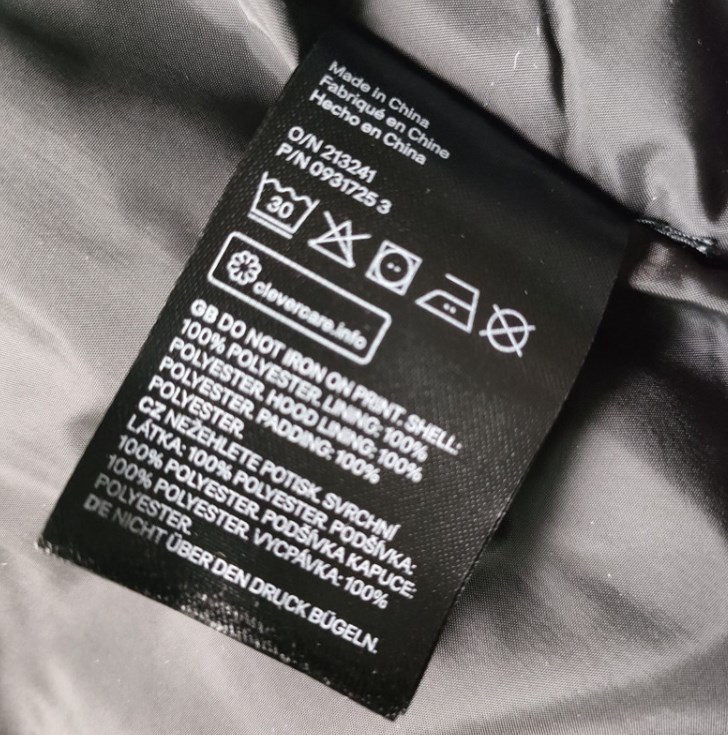 Made in China
Fabriqué en Chine
Hecho en China
O/N 213241
P/N 0931725 3
30
clevercare.info
GB DO NOT IRON ON PRINT. SHELL:
100% POLYESTER. LINING: 100%
POLYESTER. HOOD LINING: 100%
POLYESTER. PADDING: 100%
POLYESTER.
CZ NEŽEHLETE POTISK. SVRCHNÍ
LÁTKA: 100% POLYESTER. PODŠÍVKA:
100% POLYESTER. PODŠÍVKA KAPUCE:
100% POLYESTER. VYCPÁVKA: 100%
POLYESTER.
DE NICHT ÜBER DEN DRUCK BÜGELN.